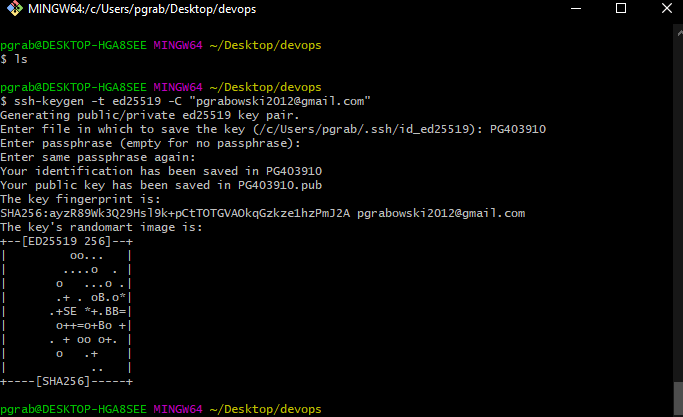 MINGW64:/c/Users/pgrab/Desktop/devops
pgrab@DESKTOP-HGA8SEE MINGW64 ~/Desktop/devops
$ ls
pgrab@DESKTOP-HGA8SEE MINGW64 ~/Desktop/devops
$ ssh-keygen -t ed25519 -C "pgrabowski2012@gmail.com"
Generating public/private ed25519 key pair.
Enter file in which to save the key (/c/Users/pgrab/.ssh/id_ed25519): PG403910
Enter passphrase (empty for no passphrase):
Enter same passphrase again:
Your identification has been saved in PG403910
Your public key has been saved in PG403910.pub
The key fingerprint is:
SHA256:ayzR89Wk3Q29Hsl9k+pCtTOTGVAOkqGzkze1hzPmJ2A pgrabowski2012@gmail.com
The key's randomart image is:
+--[ED25519 256]--+
|         oo...   |
|        ....o  . |
|       o   ...o .|
|       .+ . oB.o*|
|      .+SE *+.BB=|
|       o++=o+Bo +|
|      . + oo o+. |
|       o   .+    |
|            ..   |
+----[SHA256]-----+
pgrab@DESKTOP-HGA8SEE MINGW64 ~/Desktop/devops